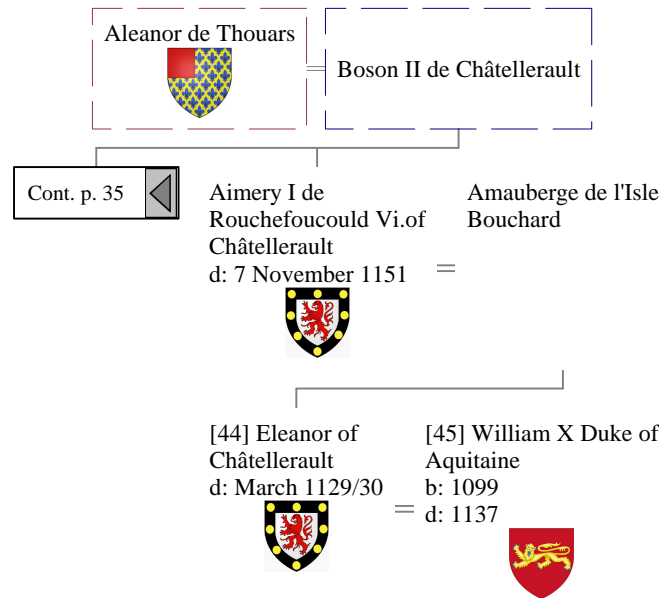 Aleanor de Thouars
Boson II de Châtellerault
Cont. p. 35
Aimery I de
Rouchefoucould Vi.of
Châtellerault
d: 7 November 1151
Amauberge de l'Isle
Bouchard
[44] Eleanor of
Châtellerault
d: March 1129/30
[45] William X Duke of
Aquitaine
b: 1099
d: 1137